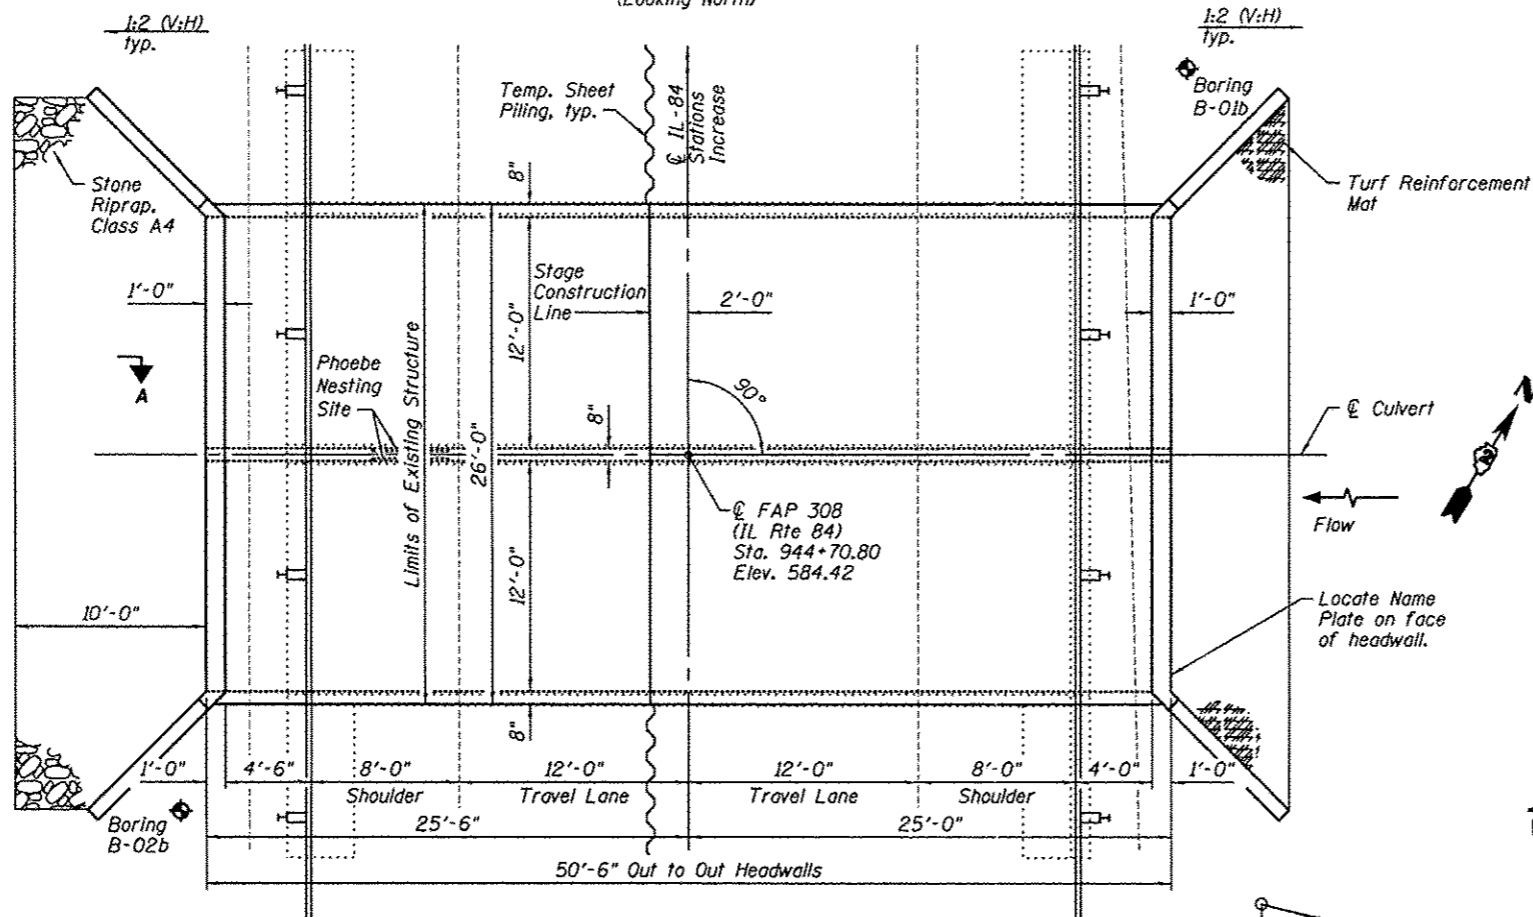 (Looking North)
1:2 (V:H)
typ.
1:2 (V:H)
typ.
Temp. Sheet
Piling, typ.
℄ IL-84
Stations
Increase
Boring
B-01b
8"
Stone
Riprap.
Class A4
Turf Reinforcement
Mat
1'-0"
Stage
Construction
Line
2'-0"
1'-0"
12'-0"
Phoebe
Nesting
Site
A
90°
8"
℄ Culvert
Limits of Existing Structure
26'-0"
℄ FAP 308
(IL Rte 84)
Sta. 944+70.80
Elev. 584.42
Flow
12'-0"
10'-0"
Locate Name
Plate on face
of headwall.
8"
1'-0"
4'-6"
8'-0"
12'-0"
12'-0"
8'-0"
4'-0"
1'-0"
Shoulder
Travel Lane
Travel Lane
Shoulder
Boring
B-02b
25'-6"
25'-0"
50'-6" Out to Out Headwalls